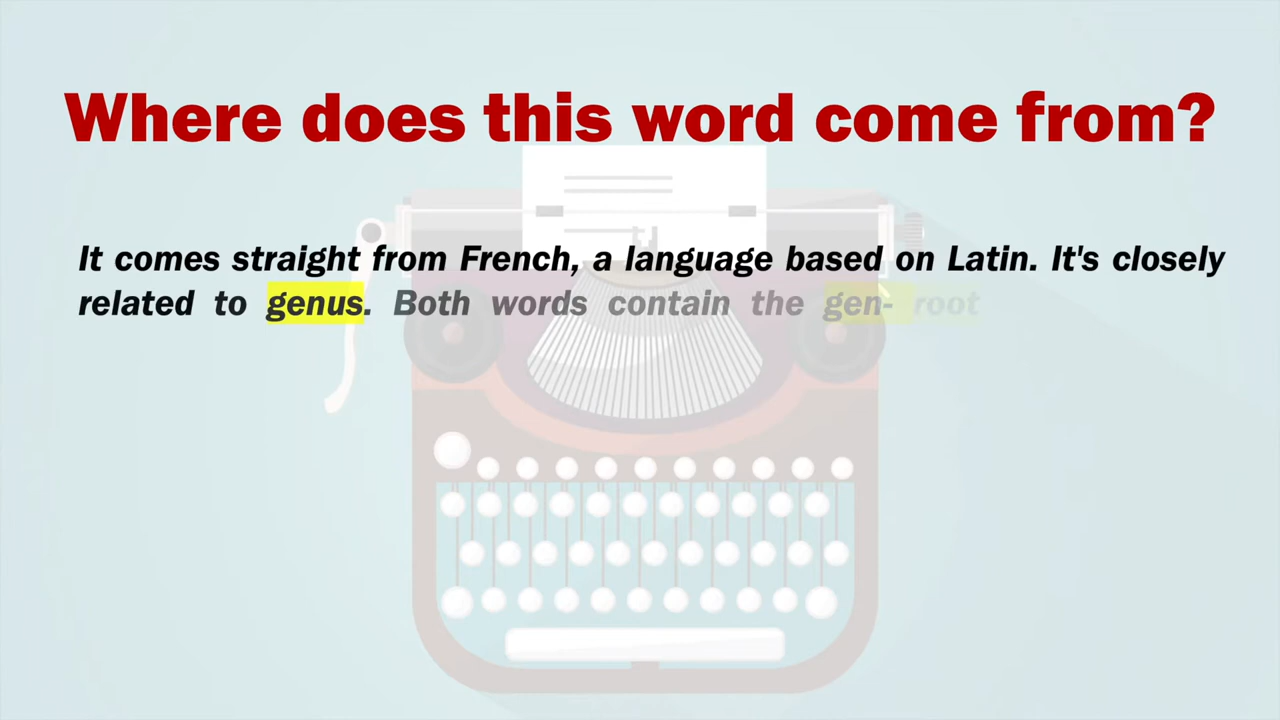 Where does this word come from?
It comes straight from French, a language based on Latin. It's closely
related to genus. Both words contain the gen- root